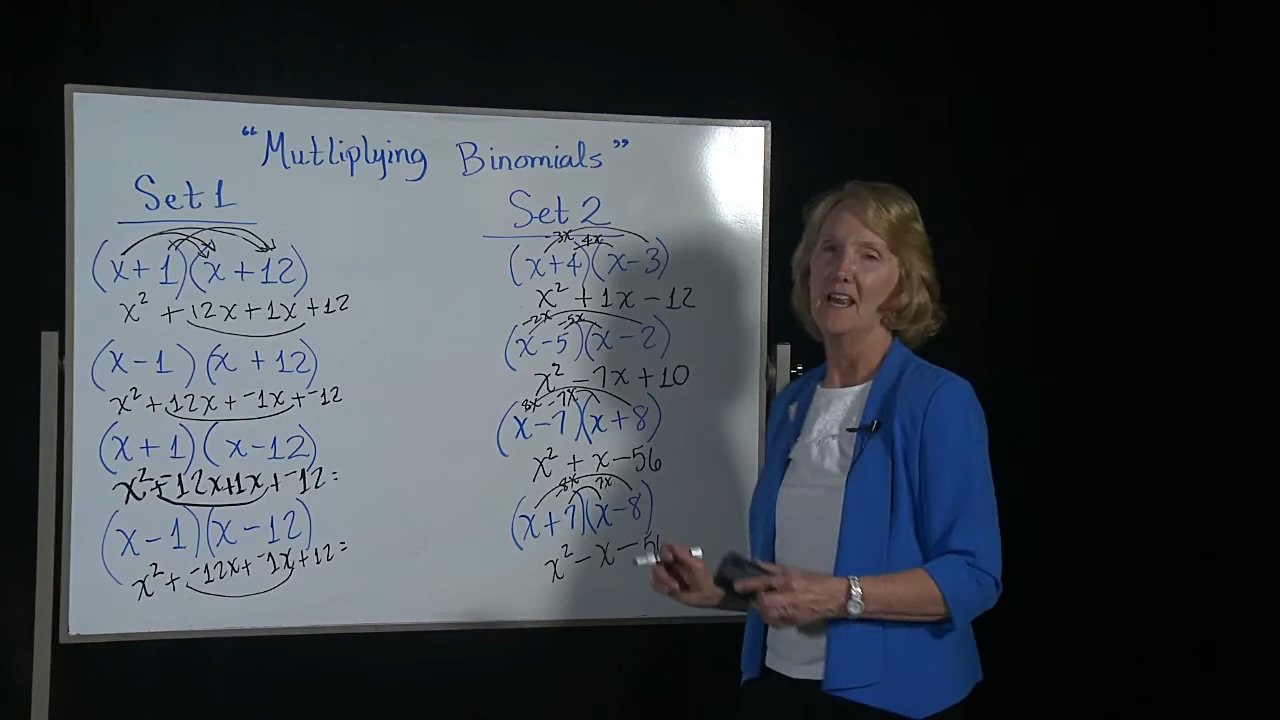 “Mutliplying Binomials”
Set 1
(x+1)(x+12)
x² + 12x+1x+12
(x-1)(x+12)
x²+12x+⁻1x+⁻12
(x+1)(x-12)
x²+⁻12x+1x+⁻12=
(x-1)(x-12)
x²+⁻12x+⁻1x+12=
Set 2
-3x 4x
(x+4)(x-3)
x²+1x-12
-2x -5x
(x-5)(x-2)
x²-7x+10
8x -7x
(x-7)(x+8)
x²+x-56
-8x 7x
(x+7)(x-8)
x²-x-5